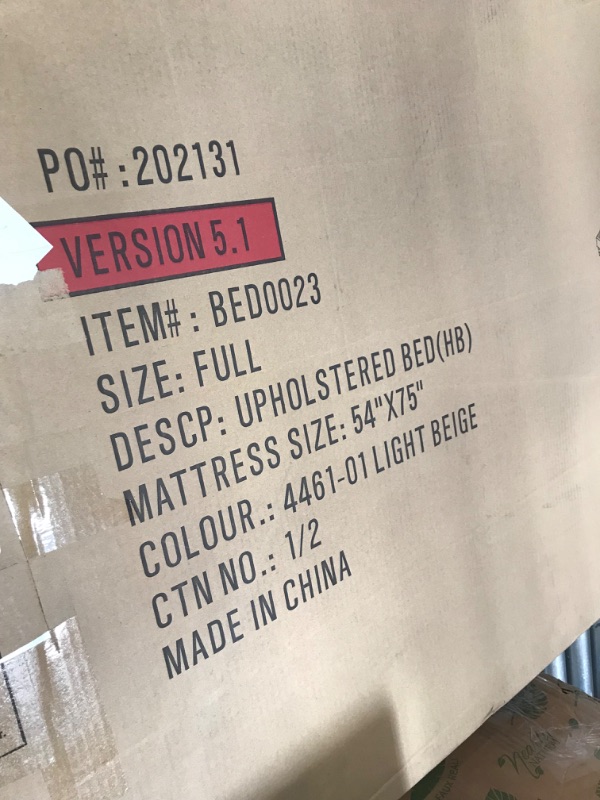 PO# : 202131
VERSION 5.1
ITEM# : BED0023
SIZE: FULL
DESCP: UPHOLSTERED BED(HB)
MATTRESS SIZE: 54"X75"
COLOUR.: 4461-01 LIGHT BEIGE
CTN NO.: 1/2
MADE IN CHINA